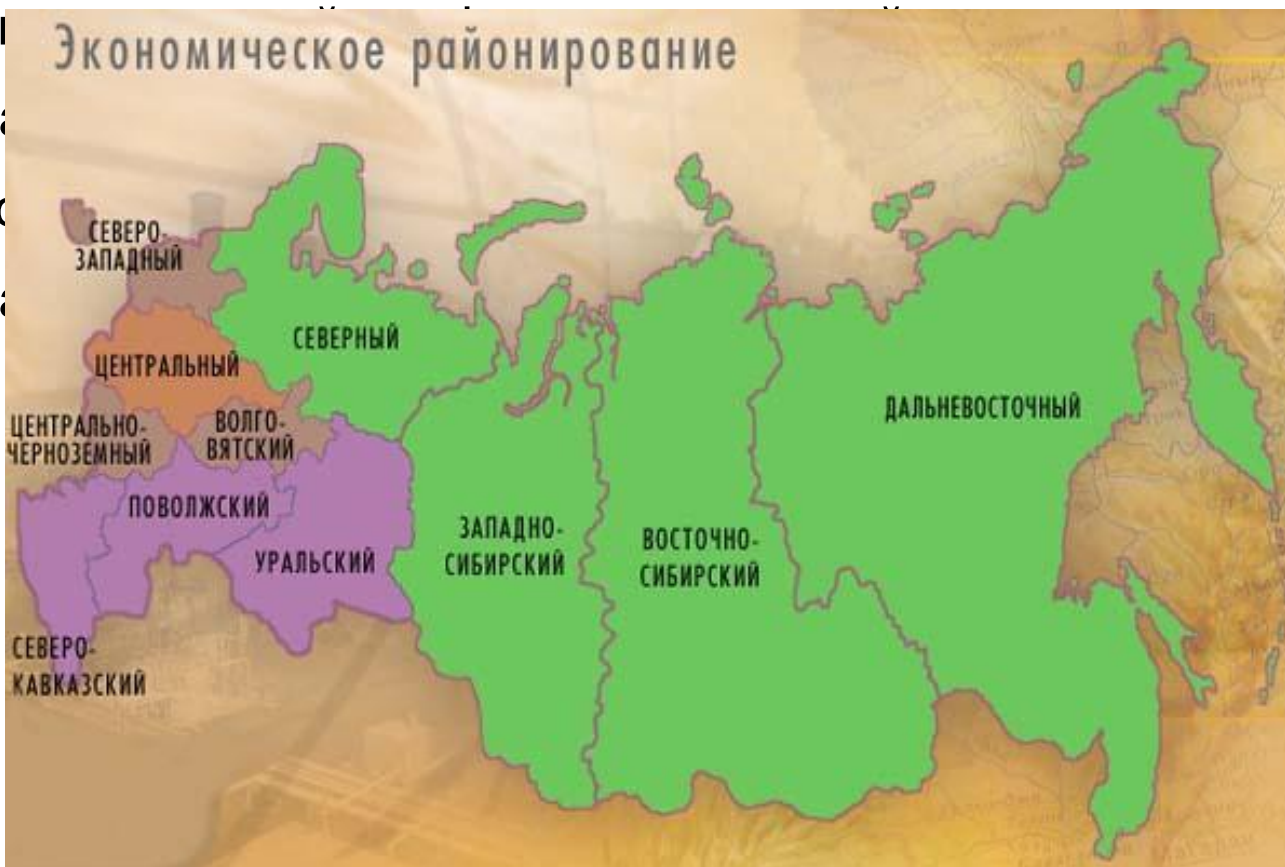 Экономическое районирование
СЕВЕРО-
ЗАПАДНЫЙ
СЕВЕРНЫЙ
ЦЕНТРАЛЬНЫЙ
ДАЛЬНЕВОСТОЧНЫЙ
ЦЕНТРАЛЬНО-
ЧЕРНОЗЕМНЫЙ
ВОЛГО-
ВЯТСКИЙ
ПОВОЛЖСКИЙ
УРАЛЬСКИЙ
ЗАПАДНО-
СИБИРСКИЙ
ВОСТОЧНО-
СИБИРСКИЙ
СЕВЕРО-
КАВКАЗСКИЙ